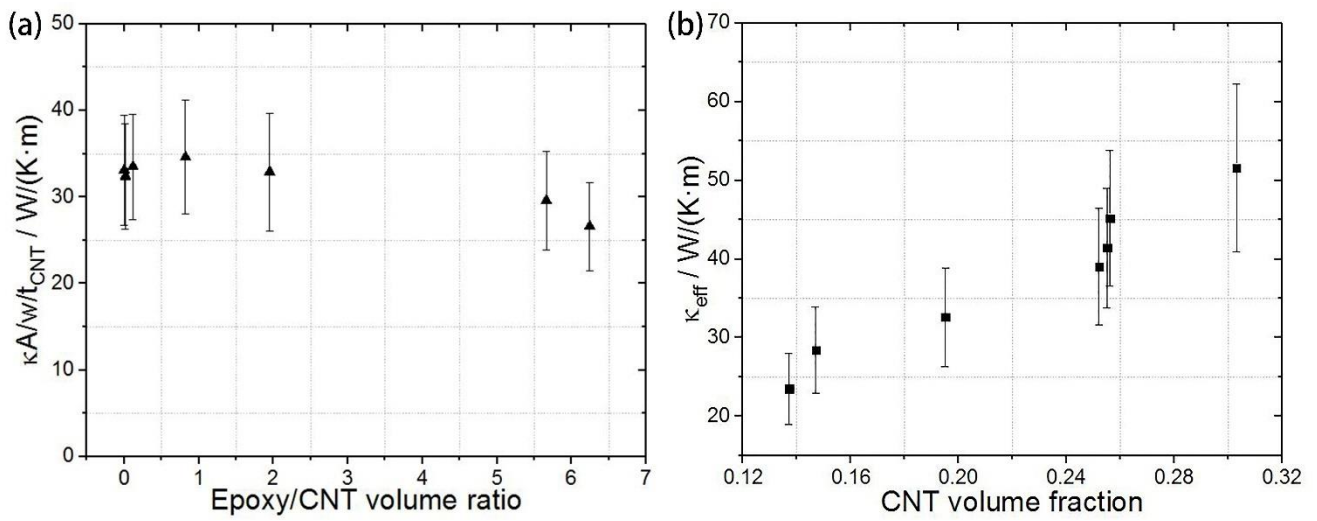 (a)
50
40
30
20
10
0
κA/w/tCNT / W/(K·m)
0 1 2 3 4 5 6 7
Epoxy/CNT volume ratio
(b)
70
60
50
40
30
20
κeff / W/(K·m)
0.12 0.16 0.20 0.24 0.28 0.32
CNT volume fraction